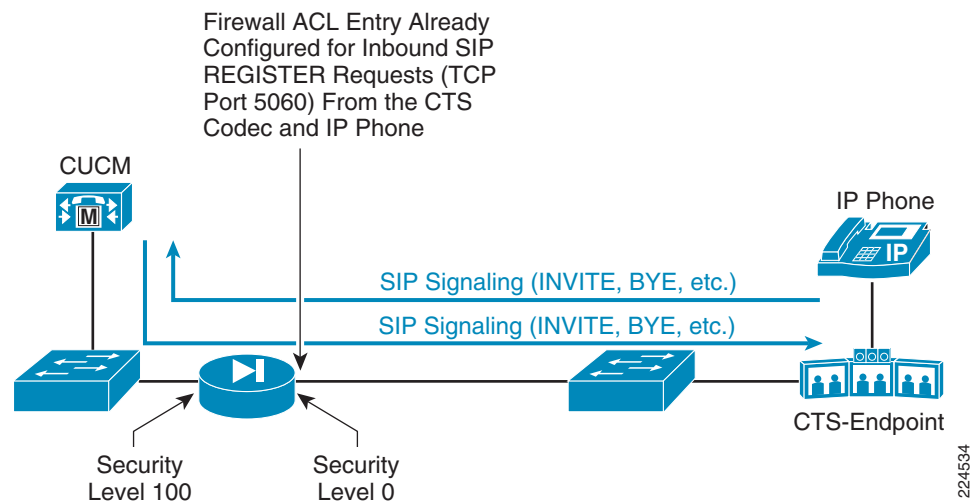 Firewall ACL Entry Already
Configured for Inbound SIP
REGISTER Requests (TCP
Port 5060) From the CTS
Codec and IP Phone
CUCM
M
IP Phone
IP
SIP Signaling (INVITE, BYE, etc.)
SIP Signaling (INVITE, BYE, etc.)
CTS-Endpoint
Security
Level 100
Security
Level 0
224534